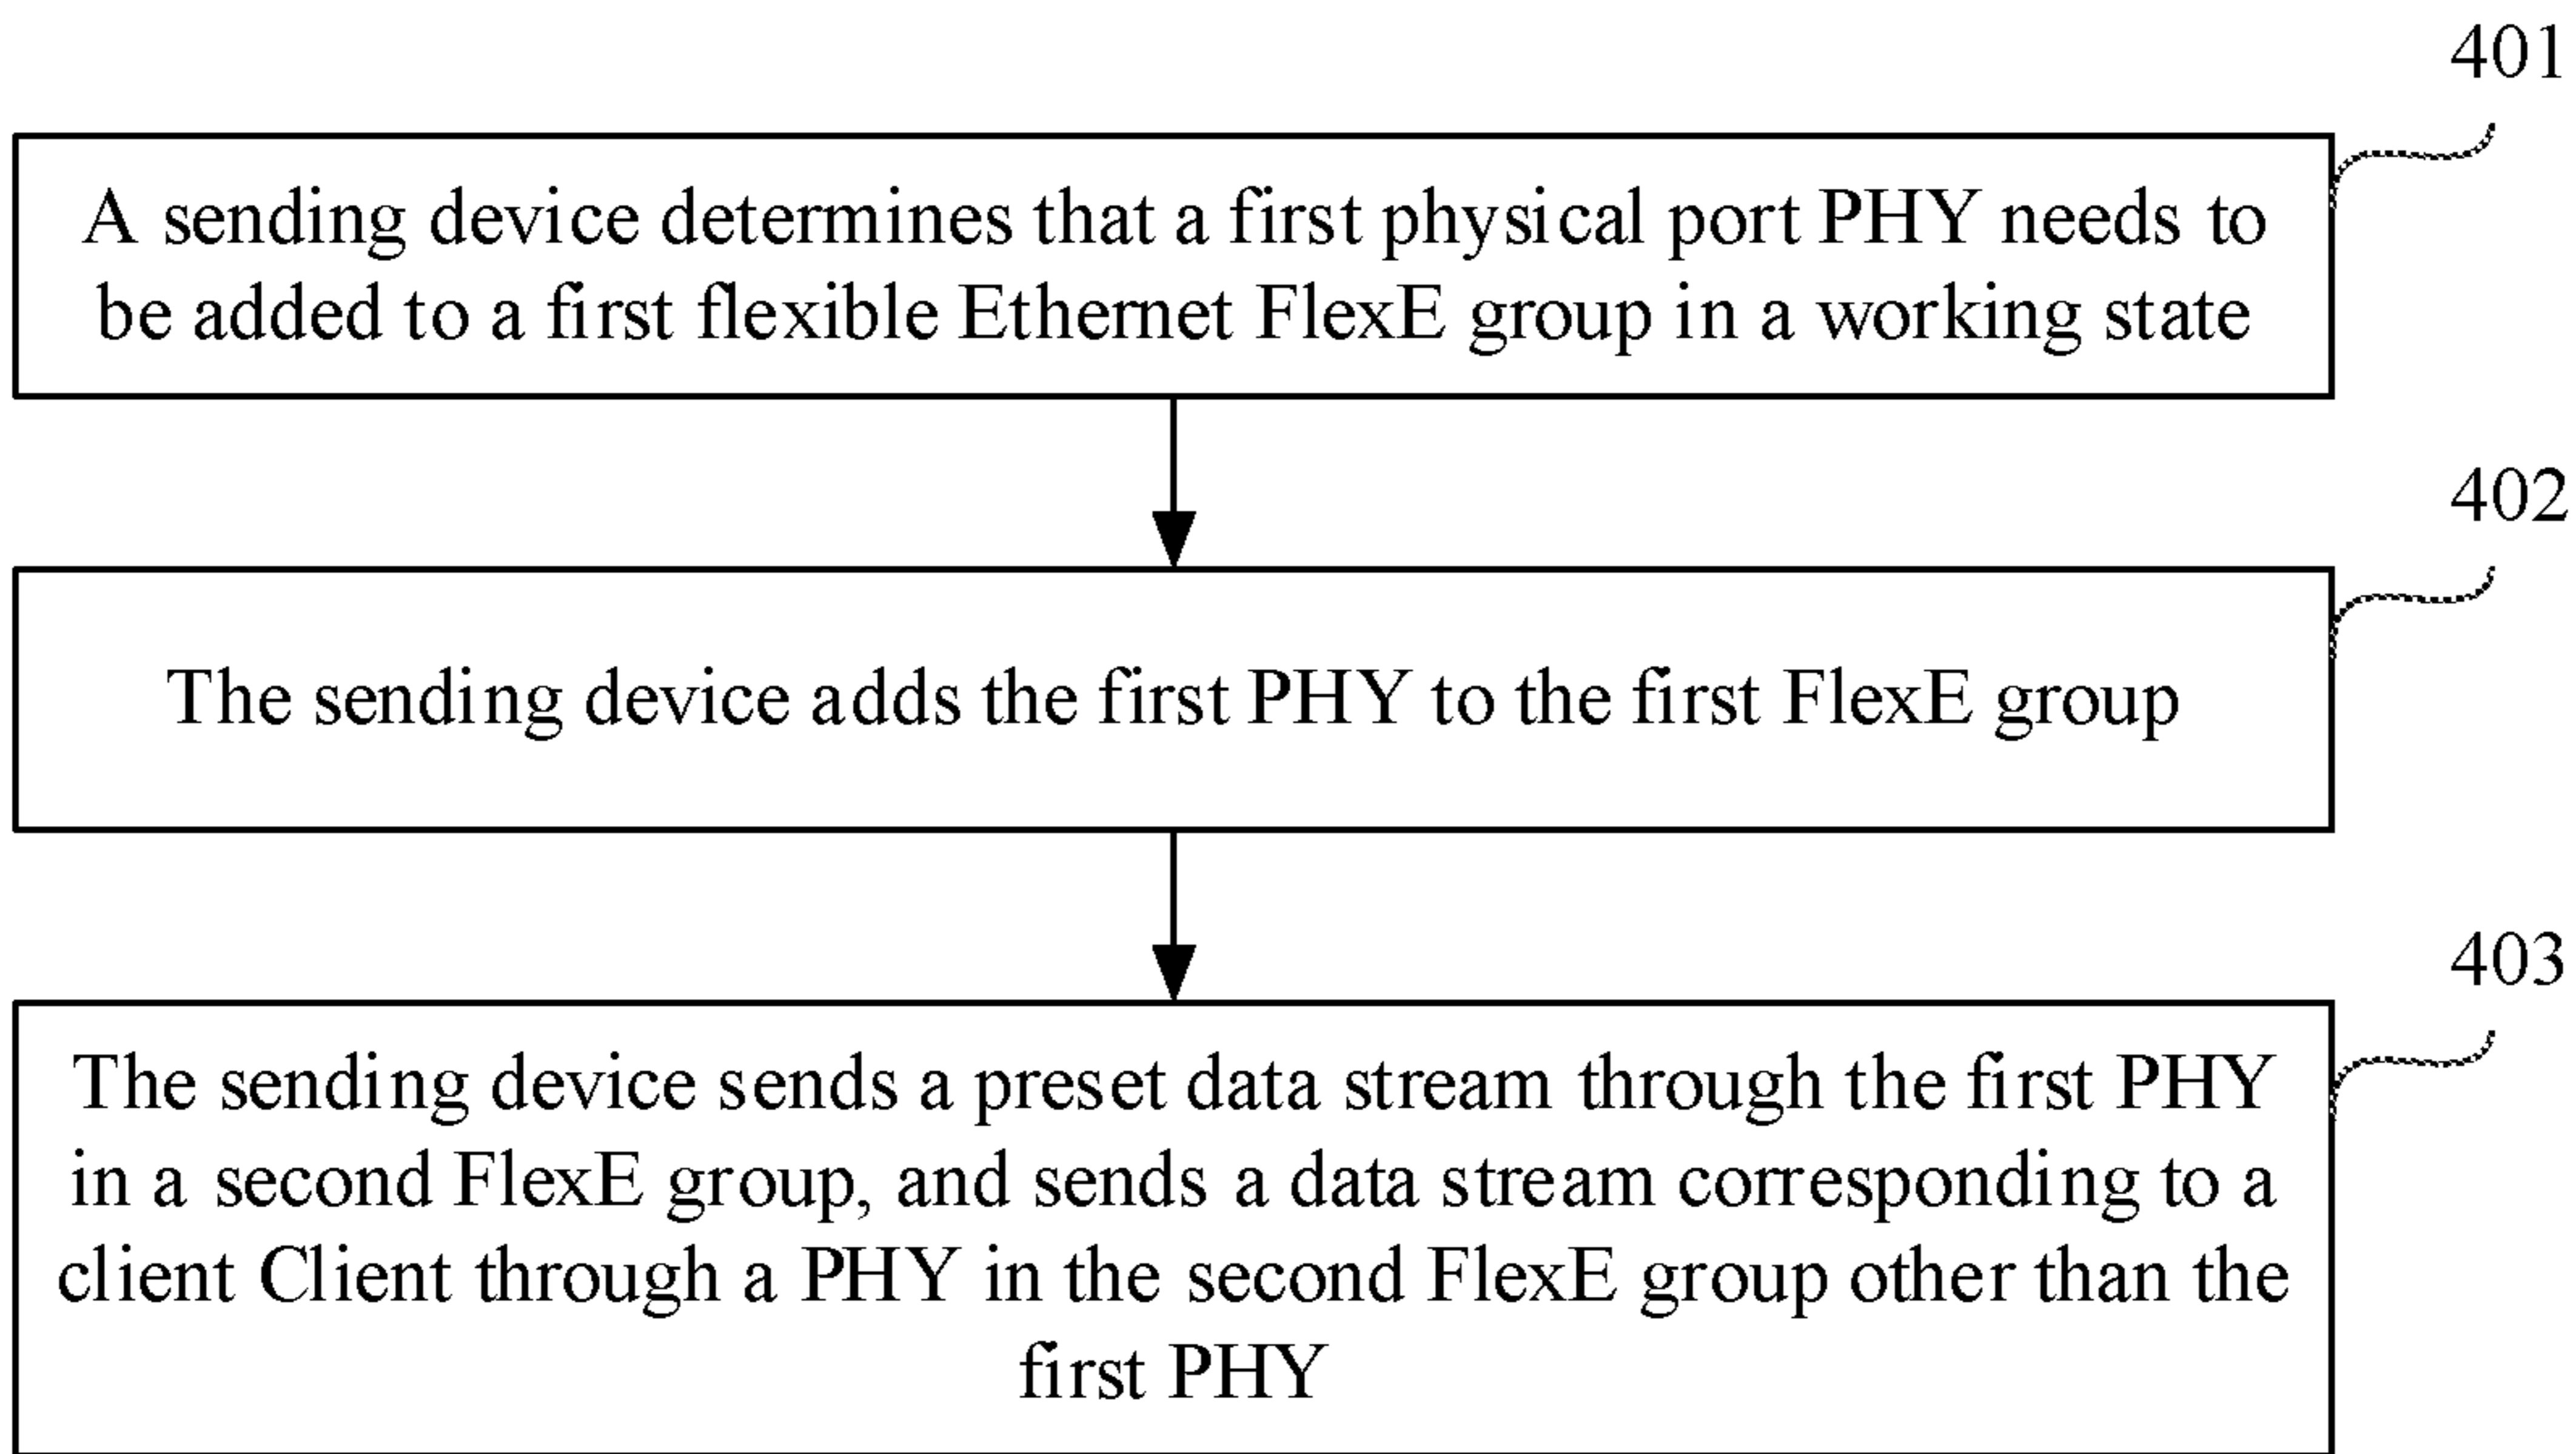 401
A sending device determines that a first physical port PHY needs to
be added to a first flexible Ethernet FlexE group in a working state
402
The sending device adds the first PHY to the first FlexE group
403
The sending device sends a preset data stream through the first PHY
in a second FlexE group, and sends a data stream corresponding to a
client Client through a PHY in the second FlexE group other than the
first PHY